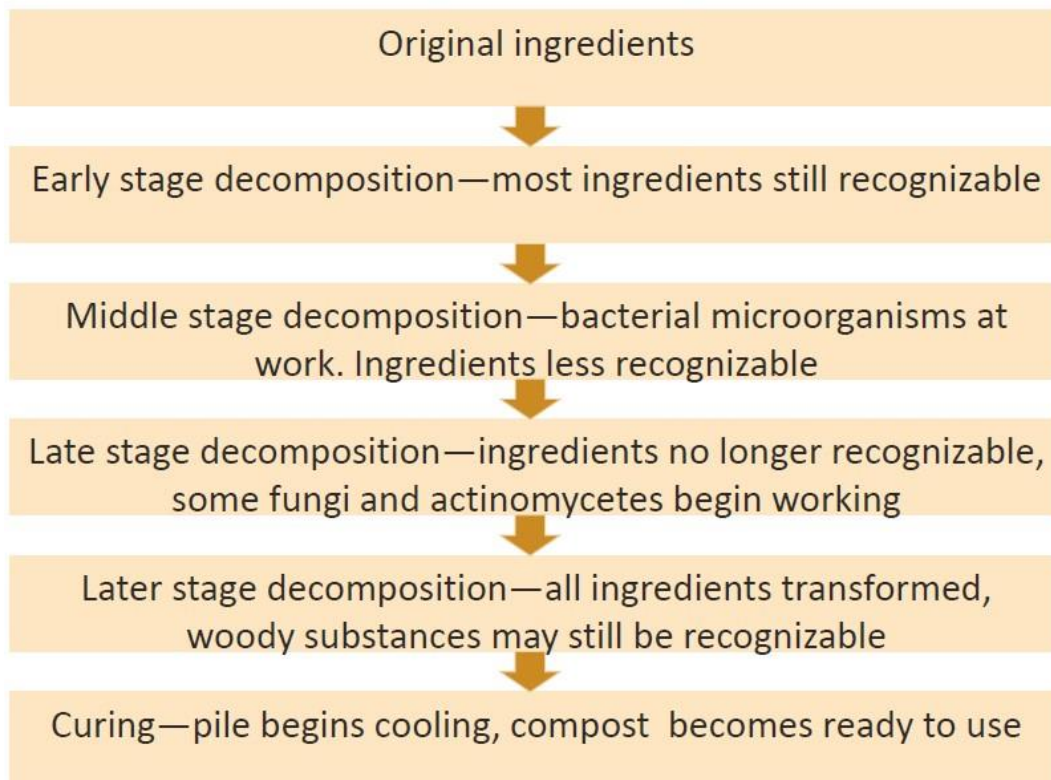 Original ingredients
Early stage decomposition—most ingredients still recognizable
Middle stage decomposition—bacterial microorganisms at
work. Ingredients less recognizable
Late stage decomposition—ingredients no longer recognizable,
some fungi and actinomycetes begin working
Later stage decomposition—all ingredients transformed,
woody substances may still be recognizable
Curing—pile begins cooling, compost  becomes ready to use